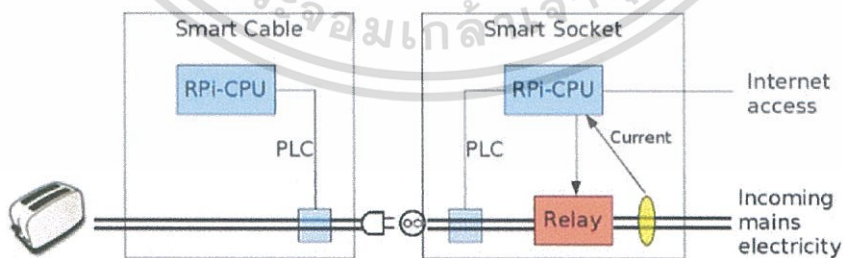 Smart Cable
Smart Socket
RPi-CPU
RPi-CPU
Internet
access
PLC
PLC
Current
Relay
Incoming
mains
electricity